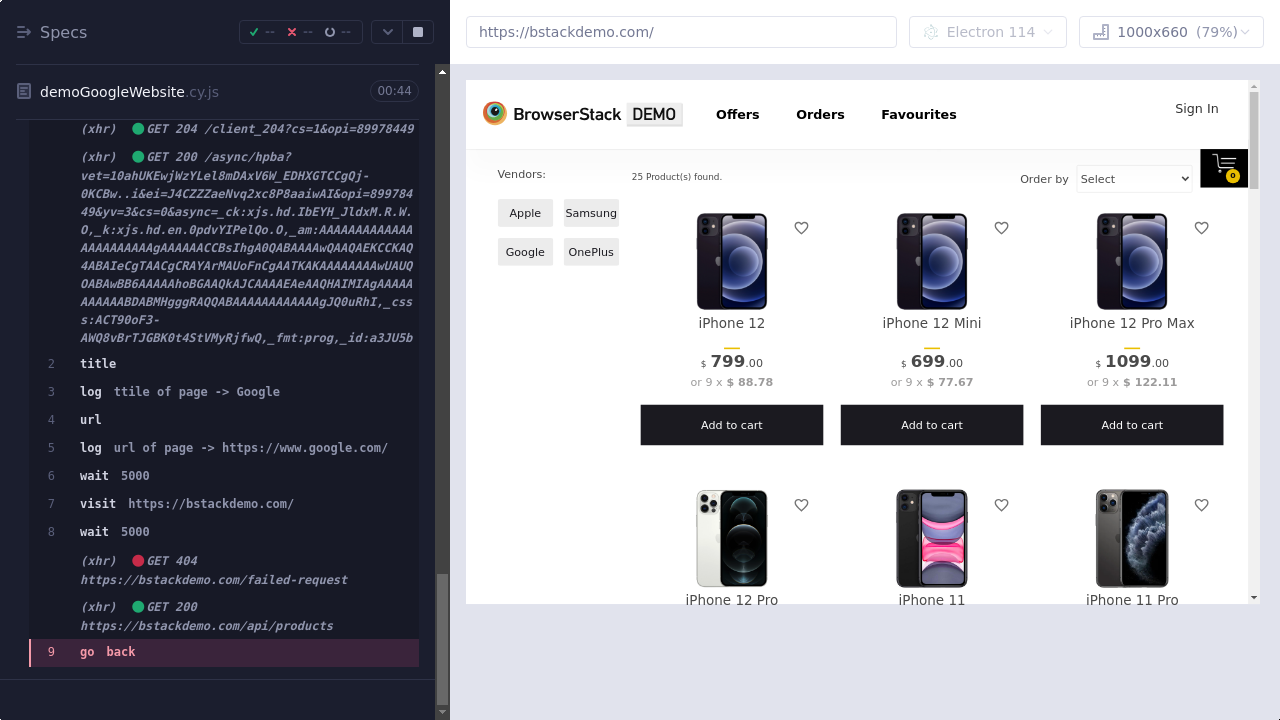 Specs
-- -- --
demoGoogleWebsite.cy.js 00:44
(xhr) GET 204 /client_204?cs=1&opi=89978449
(xhr) GET 200 /async/hpba?
vet=10ahUKEwjWzYLel8mDAxV6W_EDHXGTCCgQj-
0KCBw..i&ei=J4CZZZaeNvq2xc8P8aaiwAI&opi=899784
49&yv=3&cs=0&async=_ck:xjs.hd.IbEYH_JldxM.R.W.
O,_k:xjs.hd.en.0pdvYIPelQo.O,_am:AAAAAAAAAAAAA
AAAAAAAAAAgAAAAAACCBsIhgA0QABAAAAwQAAQAEKCCKAQ
4ABAIeCgTAACgCRAYArMAUoFnCgAATKAKAAAAAAAAwUAUQ
OABAwBB6AAAAAhoBGAAQkAJCAAAAEAeAAQHAIMIAgAAAAA
AAAAAABDABMHgggRAQQABAAAAAAAAAAAAgJQ0uRhI,_css
s:ACT90oF3-
AWQ8vBrTJGBK0t4StVMyRjfwQ,_fmt:prog,_id:a3JU5b
2 title
3 log ttile of page -> Google
4 url
5 log url of page -> https://www.google.com/
6 wait 5000
7 visit https://bstackdemo.com/
8 wait 5000
(xhr) GET 404
https://bstackdemo.com/failed-request
(xhr) GET 200
https://bstackdemo.com/api/products
9 go back
https://bstackdemo.com/ Electron 114 1000x660 (79%)
BrowserStack DEMO Offers Orders Favourites Sign In
0
Vendors: 25 Product(s) found. Order by Select
Apple Samsung
Google OnePlus
iPhone 12 iPhone 12 Mini iPhone 12 Pro Max
$ 799.00 $ 699.00 $ 1099.00
or 9 x $ 88.78 or 9 x $ 77.67 or 9 x $ 122.11
Add to cart Add to cart Add to cart
iPhone 12 Pro iPhone 11 iPhone 11 Pro